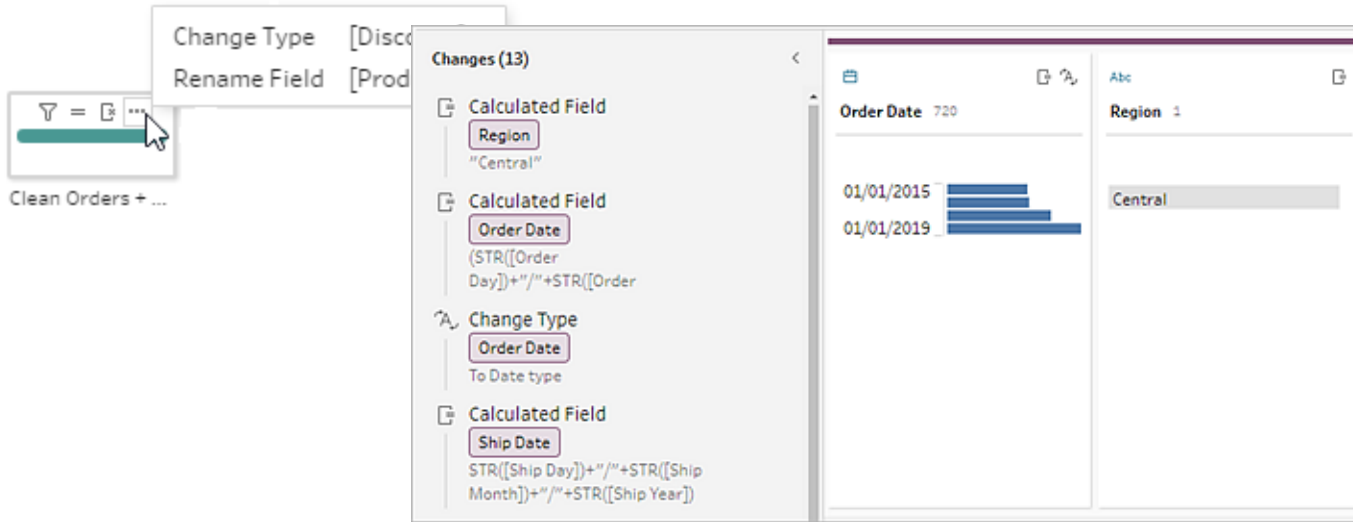 Change Type [Disco
Rename Field [Prod
Clean Orders + ...
Changes (13)
Calculated Field
Region
"Central"
Calculated Field
Order Date
(STR([Order
Day])+"/"+STR([Order
Change Type
Order Date
To Date type
Calculated Field
Ship Date
STR([Ship Day])+"/"+STR([Ship
Month])+"/"+STR([Ship Year])
Order Date 720
01/01/2015
01/01/2019
Abc
Region 1
Central